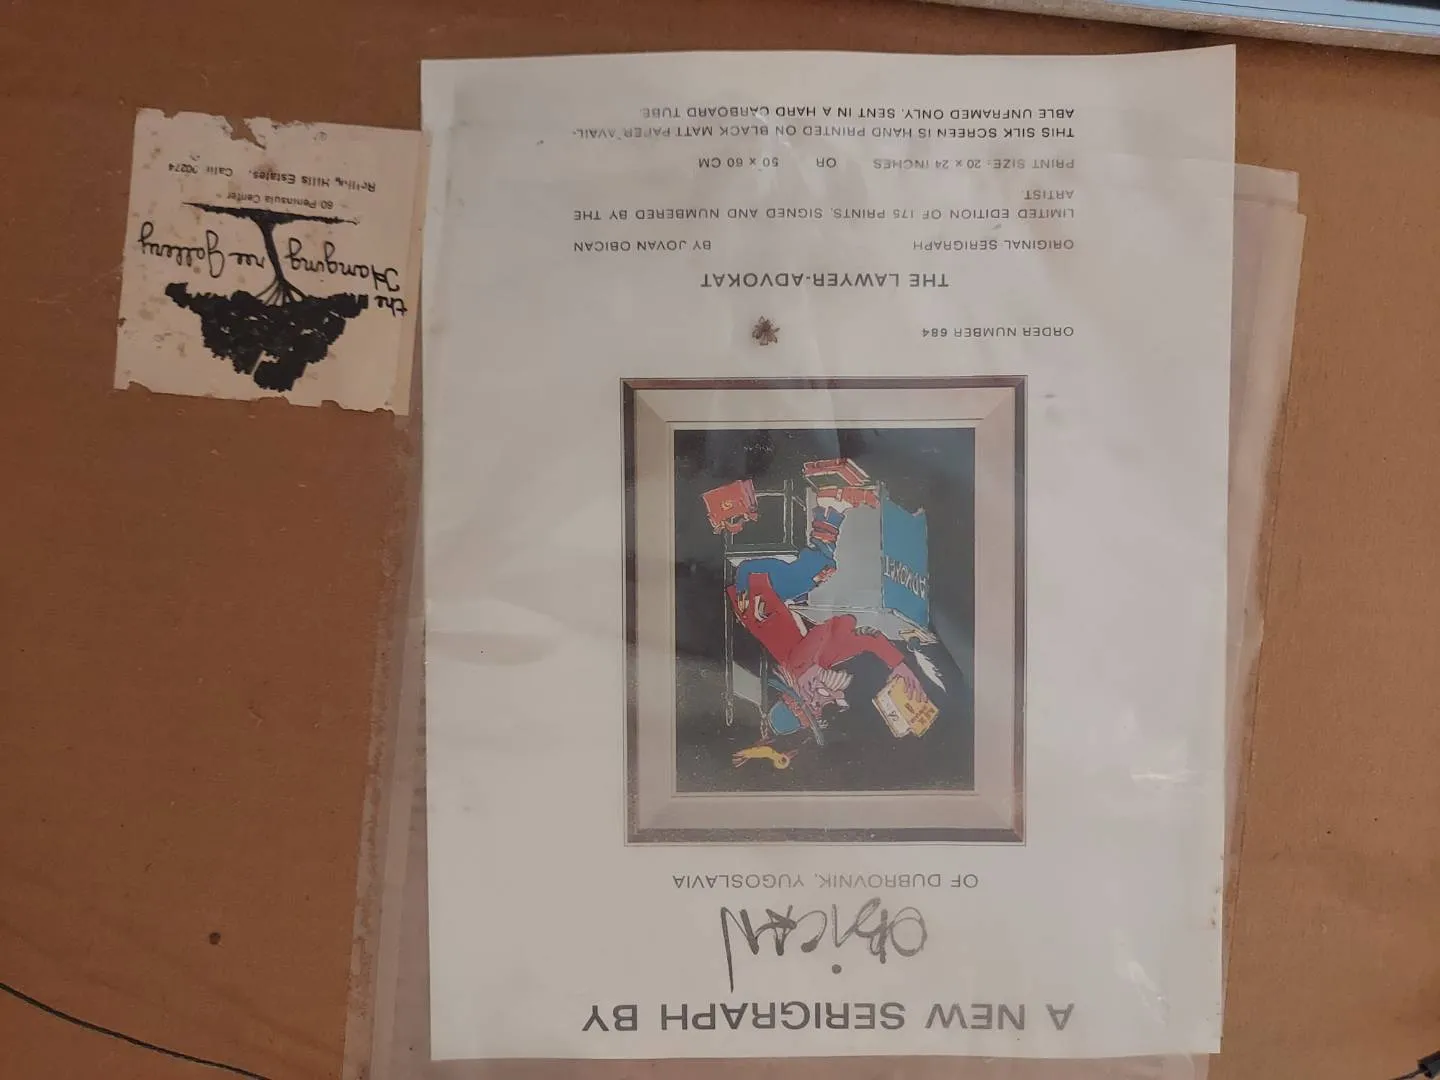 A NEW SERIGRAPH BY
OBICAN
OF DUBROVNIK, YUGOSLAVIA
ADVOKAT
ORDER NUMBER 684
THE LAWYER-ADVOKAT
ORIGINAL SERIGRAPH BY JOVAN OBICAN
LIMITED EDITION OF 175 PRINTS, SIGNED AND NUMBERED BY THE
ARTIST
PRINT SIZE: 20 x 24 INCHES OR 50 x 60 CM
THIS SILK SCREEN IS HAND PRINTED ON BLACK MATT PAPER AVAIL-
ABLE UNFRAMED ONLY, SENT IN A HARD CARBOARD TUBE
the
Hanging Tree Gallery
60 Peninsula Center
Rolling Hills Estates, Calif 90274